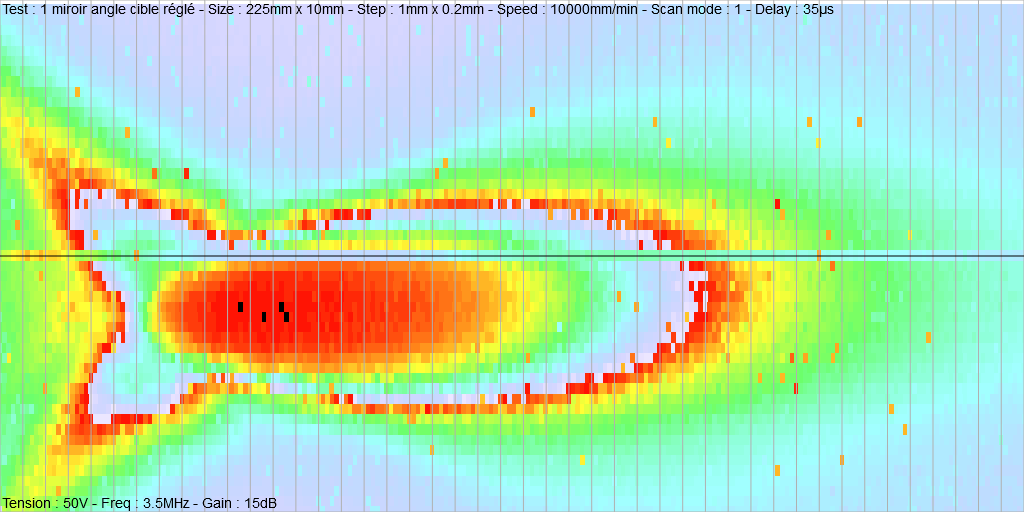 Test : 1 miroir angle cible réglé - Size : 225mm x 10mm - Step : 1mm x 0.2mm - Speed : 10000mm/min - Scan mode : 1 - Delay : 35µs
Tension : 50V - Freq : 3.5MHz - Gain : 15dB